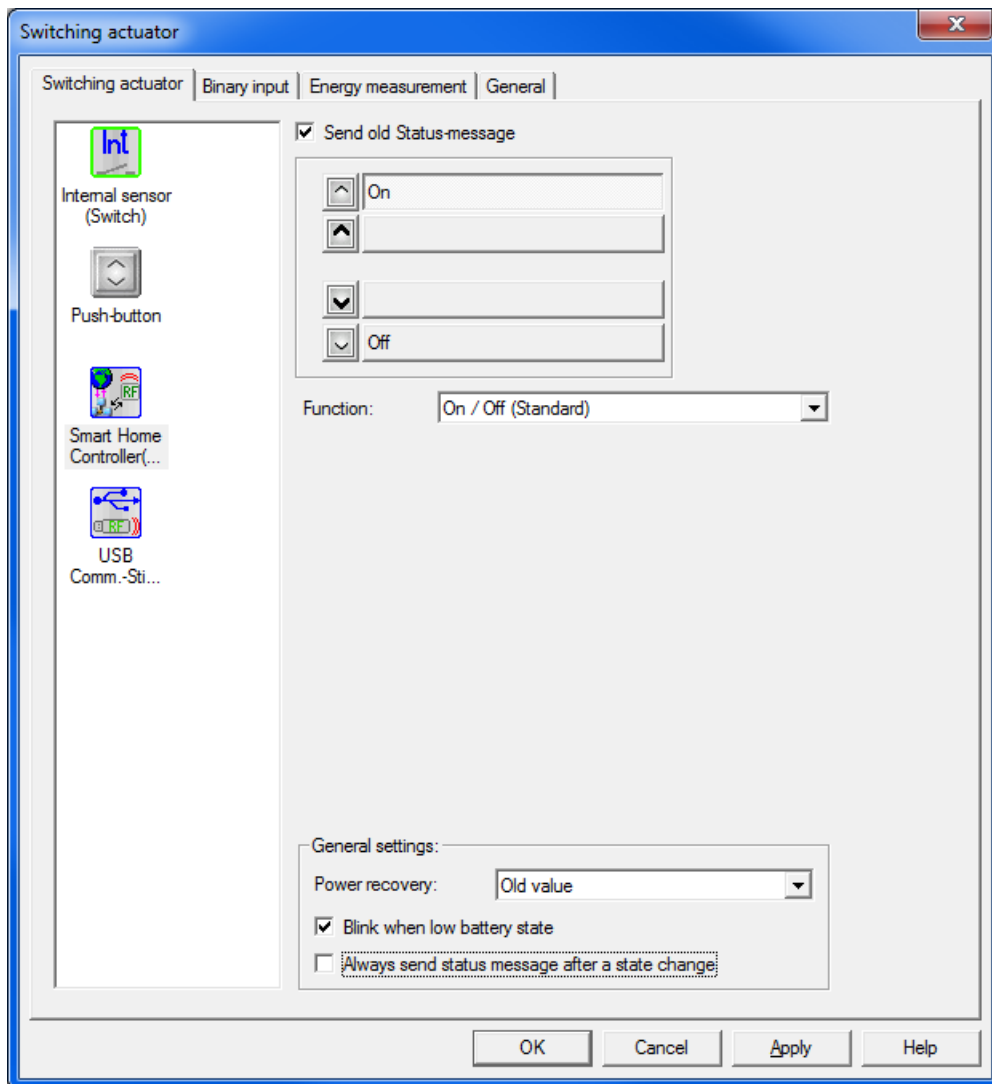 Switching actuator
Switching actuator Binary input Energy measurement General
Int
Internal sensor
(Switch)
Push-button
RF
Smart Home
Controller(...
RF
USB
Comm.-Sti...
Send old Status-message
On
Off
Function: On / Off (Standard)
General settings:
Power recovery: Old value
Blink when low battery state
Always send status message after a state change
OK Cancel Apply Help